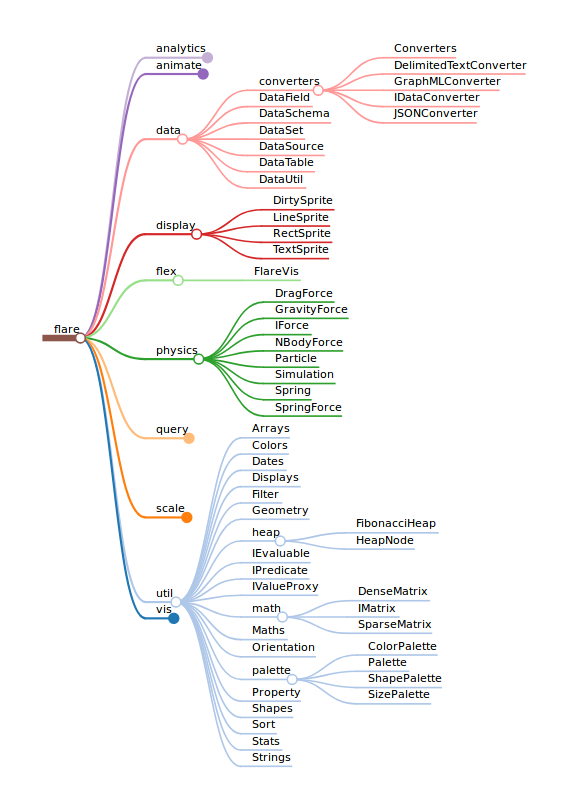 flare
analytics
animate
data
converters
Converters
DelimitedTextConverter
GraphMLConverter
IDataConverter
JSONConverter
DataField
DataSchema
DataSet
DataSource
DataTable
DataUtil
display
DirtySprite
LineSprite
RectSprite
TextSprite
flex
FlareVis
physics
DragForce
GravityForce
IForce
NBodyForce
Particle
Simulation
Spring
SpringForce
query
scale
util
Arrays
Colors
Dates
Displays
Filter
Geometry
heap
FibonacciHeap
HeapNode
IEvaluable
IPredicate
IValueProxy
math
DenseMatrix
IMatrix
SparseMatrix
Maths
Orientation
palette
ColorPalette
Palette
ShapePalette
SizePalette
Property
Shapes
Sort
Stats
Strings
vis